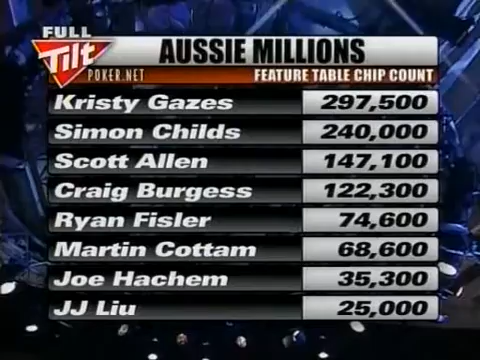 FULL
Tilt
POKER.NET
AUSSIE MILLIONS
FEATURE TABLE CHIP COUNT
Kristy Gazes 297,500
Simon Childs 240,000
Scott Allen 147,100
Craig Burgess 122,300
Ryan Fisler 74,600
Martin Cottam 68,600
Joe Hachem 35,300
JJ Liu 25,000